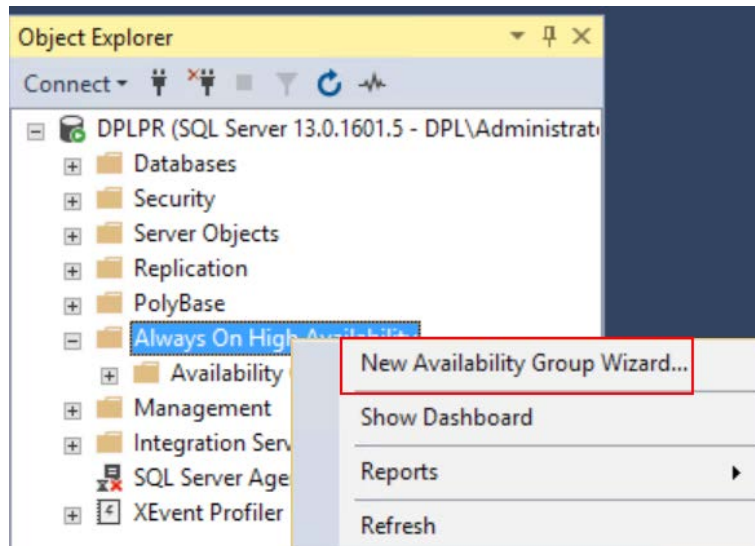 Object Explorer
Connect
DPLPR (SQL Server 13.0.1601.5 - DPL\Administrat
Databases
Security
Server Objects
Replication
PolyBase
Always On High Availability
New Availability Group Wizard...
Availability
Show Dashboard
Management
Integration Serv
Reports
SQL Server Age
XEvent Profiler
Refresh